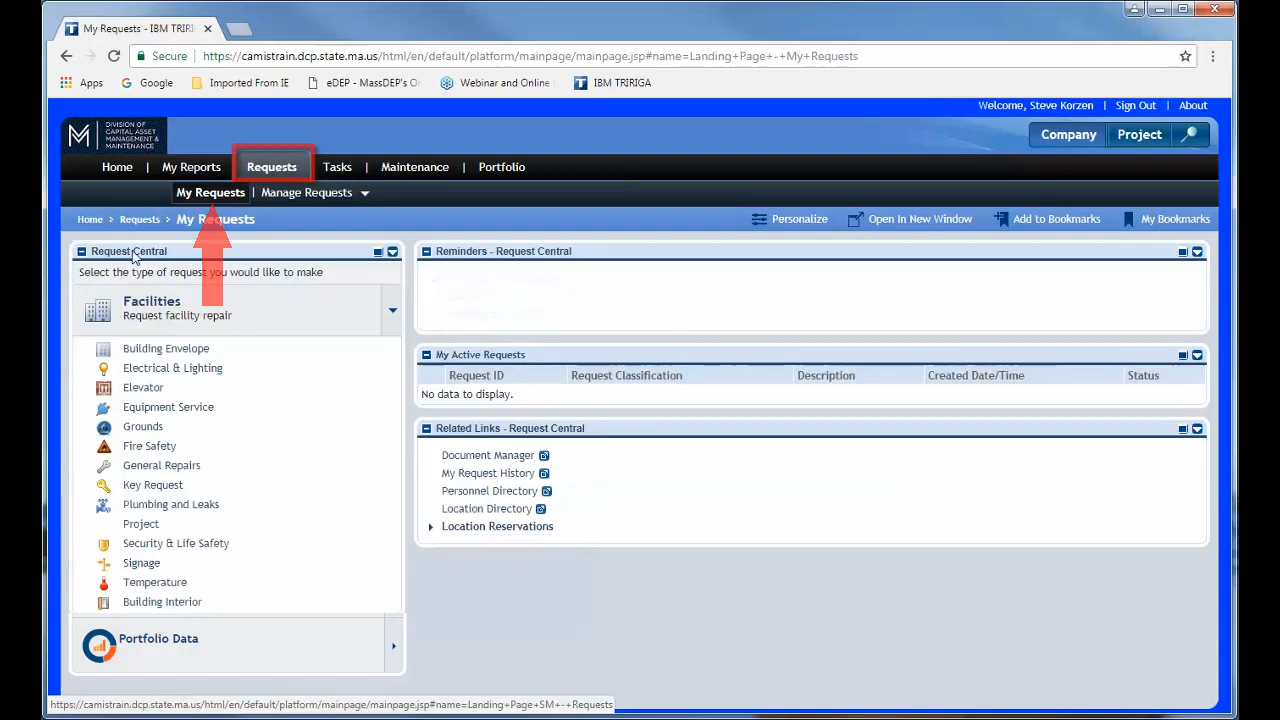 My Requests - IBM TRIRI
Secure https://camistrain.dcp.state.ma.us/html/en/default/platform/mainpage/mainpage.jsp#name=Landing+Page+-+My+Requests
Apps Google Imported From IE eDEP - MassDEP's O Webinar and Online IBM TRIRIGA
Welcome, Steve Korzen | Sign Out | About
DIVISION OF
CAPITAL ASSET
MANAGEMENT &
MAINTENANCE
Company Project
Home | My Reports Requests Tasks | Maintenance | Portfolio
My Requests | Manage Requests
Home > Requests > My Requests
Personalize Open In New Window Add to Bookmarks My Bookmarks
Request Central
Select the type of request you would like to make
Facilities
Request facility repair
Building Envelope
Electrical & Lighting
Elevator
Equipment Service
Grounds
Fire Safety
General Repairs
Key Request
Plumbing and Leaks
Project
Security & Life Safety
Signage
Temperature
Building Interior
Portfolio Data
Reminders - Request Central
My Active Requests
Request ID Request Classification Description Created Date/Time Status
No data to display.
Related Links - Request Central
Document Manager
My Request History
Personnel Directory
Location Directory
Location Reservations
https://camistrain.dcp.state.ma.us/html/en/default/platform/mainpage/mainpage.jsp#name=Landing+Page+SM+-+Requests